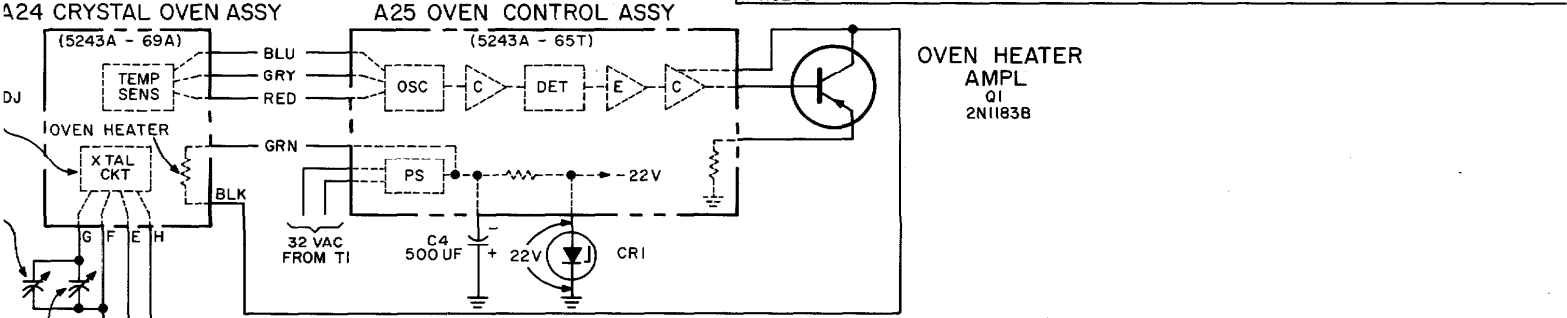 A24 CRYSTAL OVEN ASSY
A25 OVEN CONTROL ASSY
(5243A - 69A)
(5243A - 65T)
BLU
GRY
RED
TEMP
SENS
OSC
C
DET
E
C
OVEN HEATER
AMPL
Q1
2N1183B
DJ
OVEN HEATER
GRN
XTAL
CKT
PS
-22V
BLK
G F E H
32 VAC
FROM T1
C4
500UF
-
+
22V
CR1